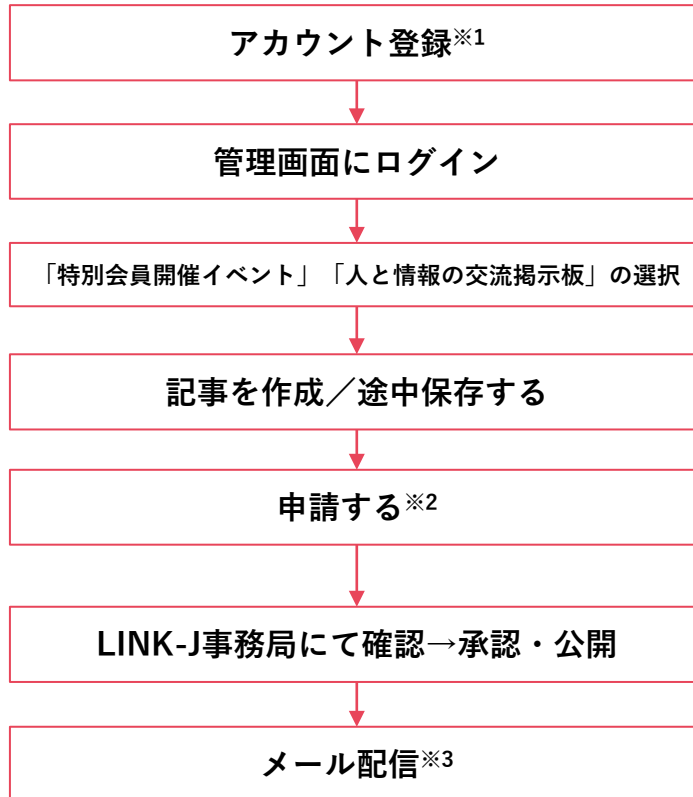 アカウント登録※1
管理画面にログイン
「特別会員開催イベント」「人と情報の交流掲示板」の選択
記事を作成／途中保存する
申請する※2
LINK-J事務局にて確認→承認・公開
メール配信※3